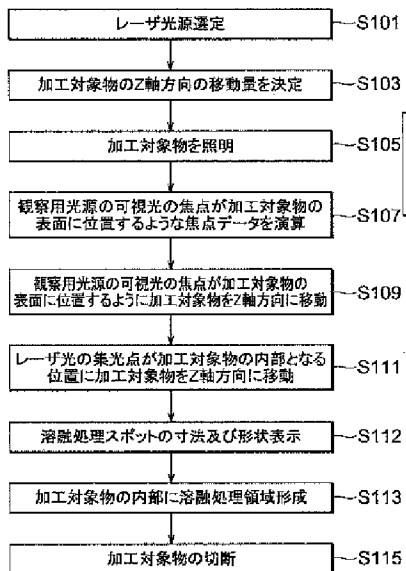 レーザ光源選定
S101
加工対象物のZ軸方向の移動量を決定
S103
加工対象物を照明
S105
観察用光源の可視光の焦点が加工対象物の
表面に位置するような焦点データを演算
S107
観察用光源の可視光の焦点が加工対象物の
表面に位置するように加工対象物をZ軸方向に移動
S109
レーザ光の集光点が加工対象物の内部となる
位置に加工対象物をZ軸方向に移動
S111
溶融処理スポットの寸法及び形状表示
S112
加工対象物の内部に溶融処理領域形成
S113
加工対象物の切断
S115